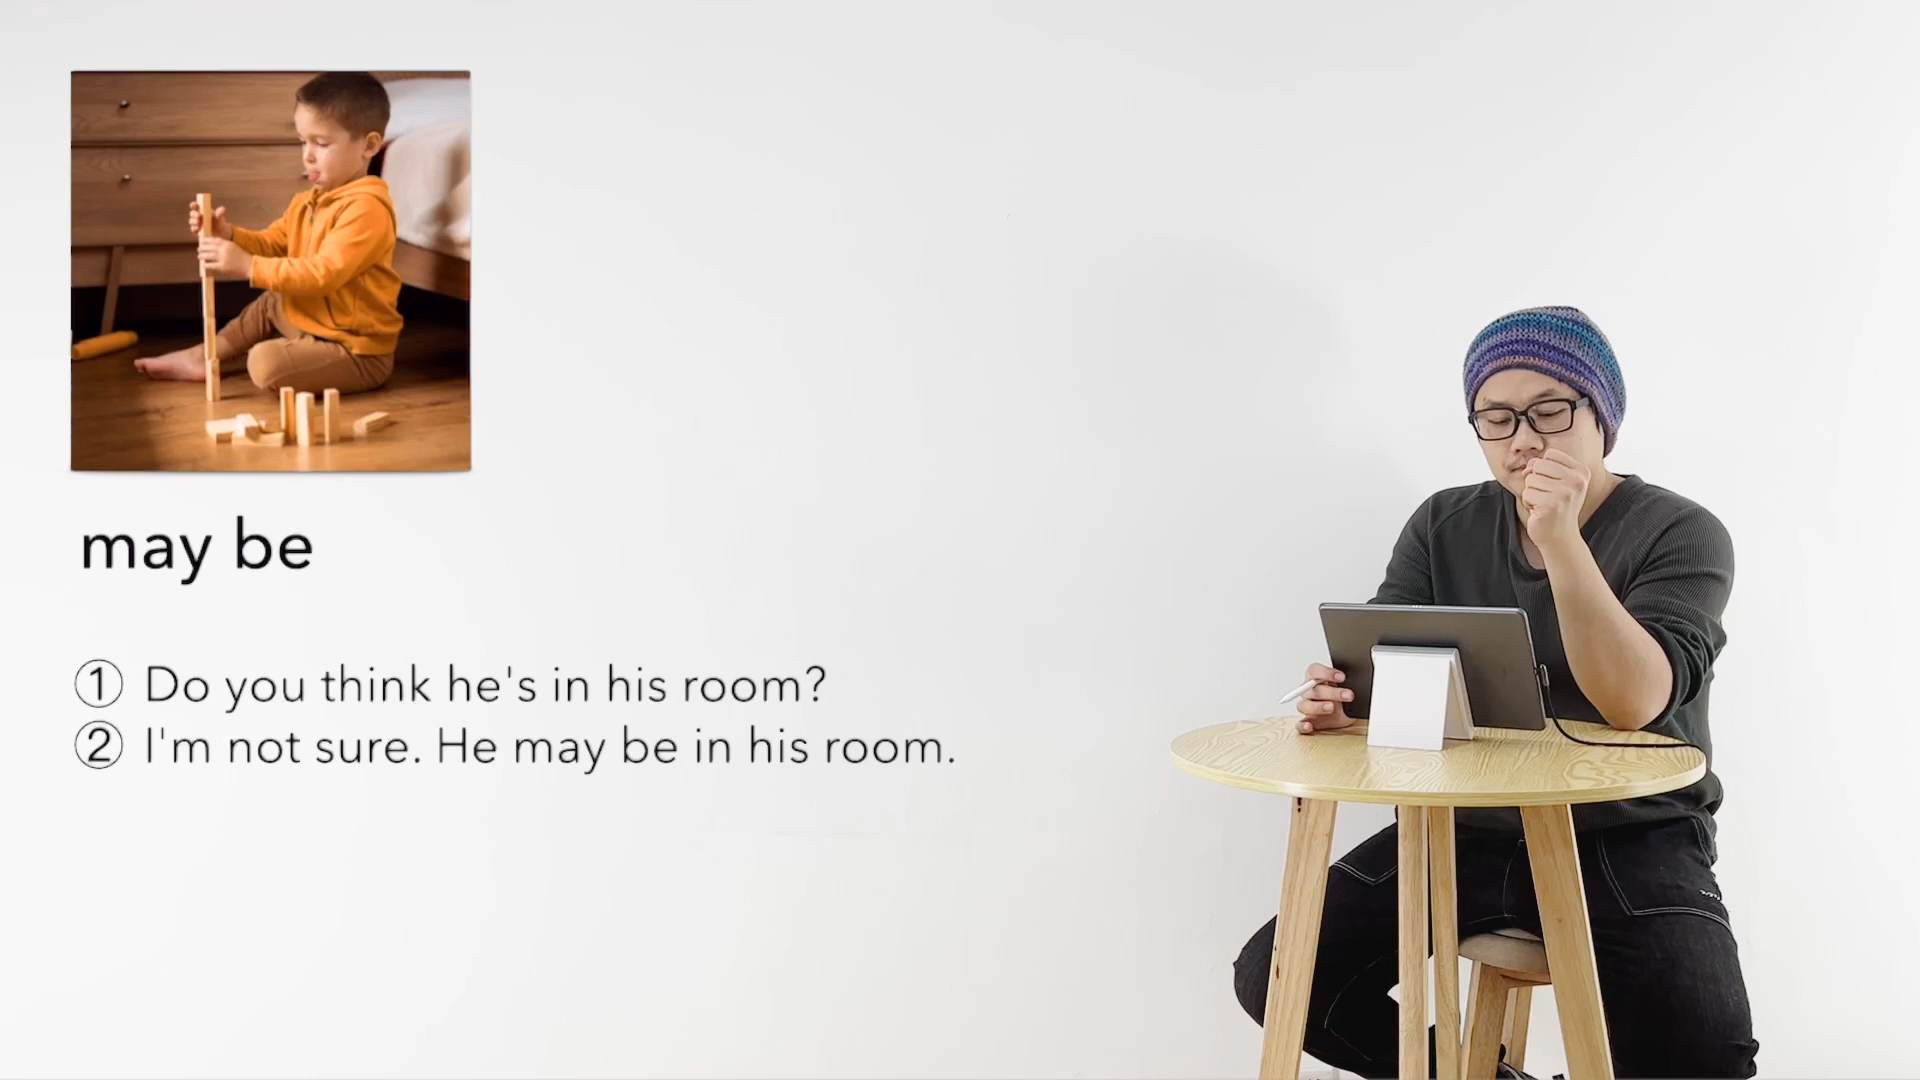 may be
① Do you think he's in his room?
② I'm not sure. He may be in his room.